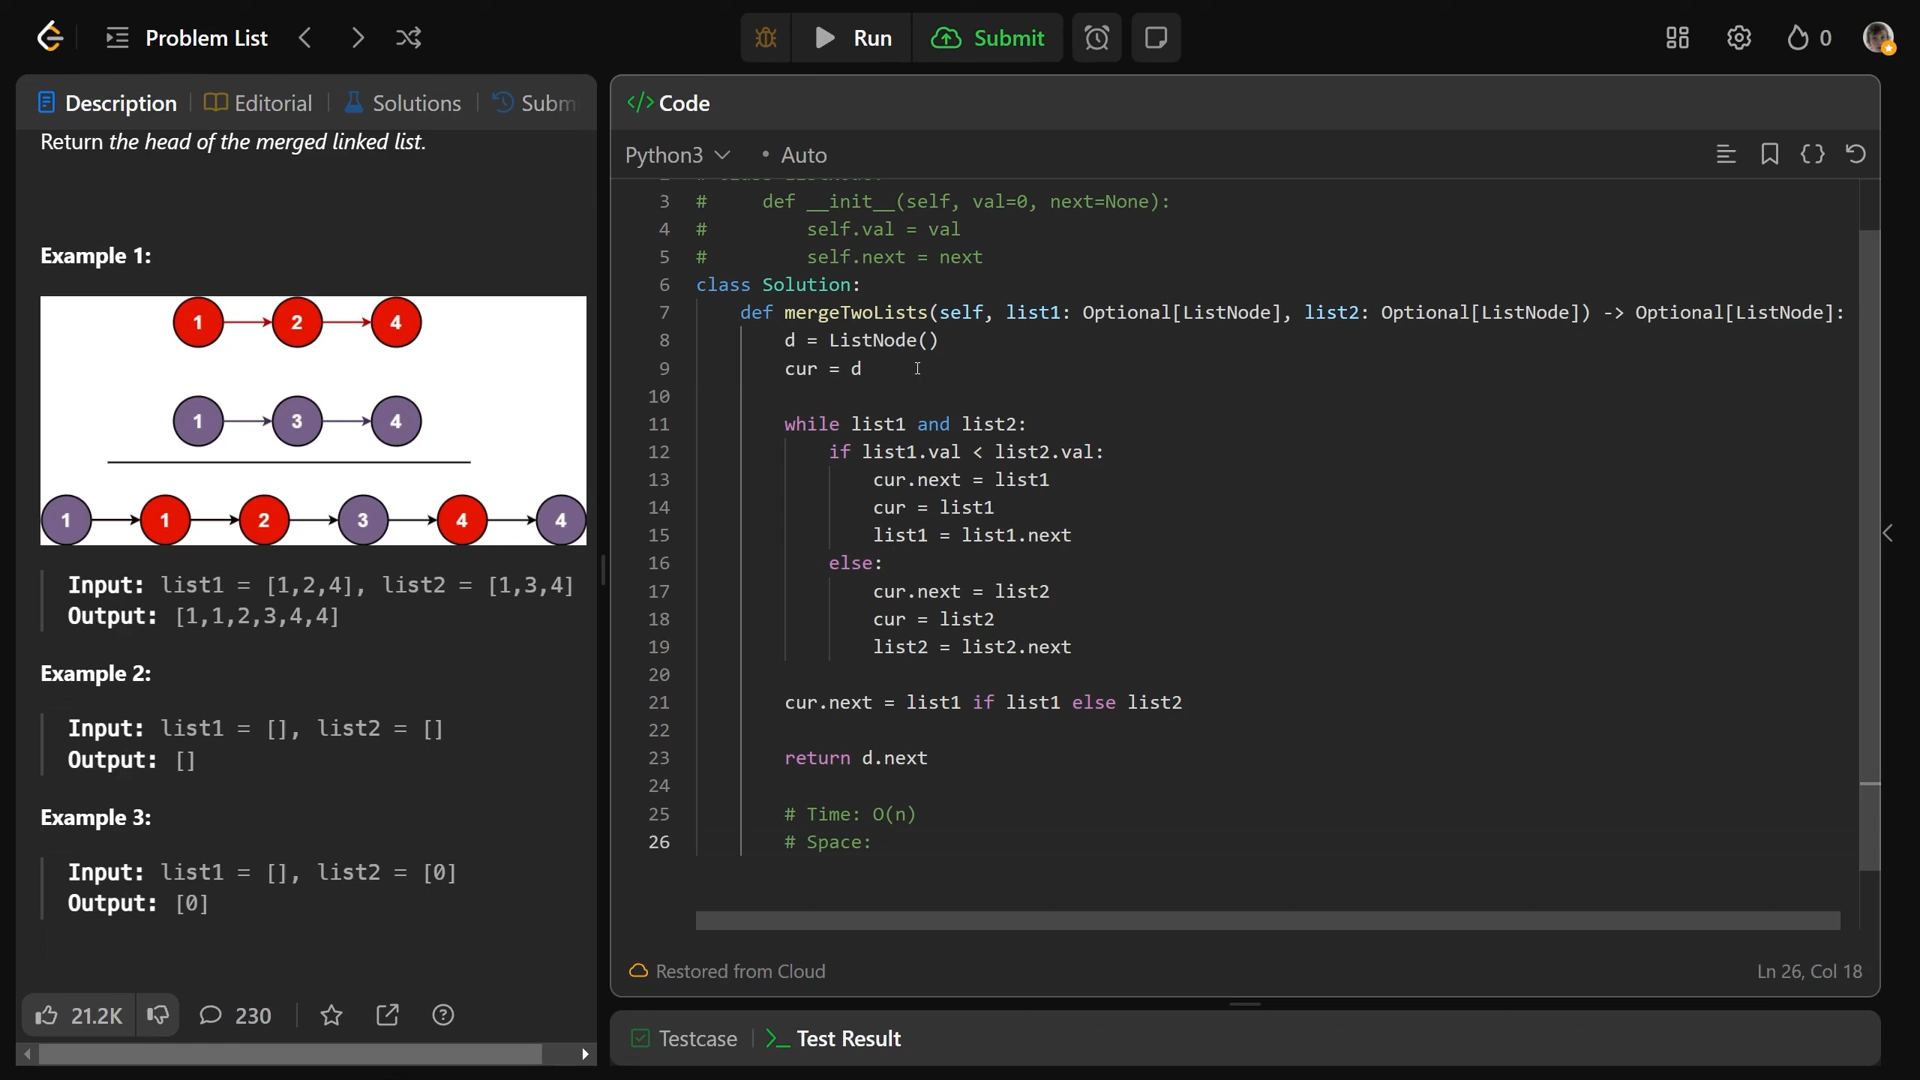 Problem List
Run
Submit
0
Description
Editorial
Solutions
Subm
Return the head of the merged linked list.
Example 1:
1 2 4
1 3 4
1 1 2 3 4 4
Input: list1 = [1,2,4], list2 = [1,3,4]
Output: [1,1,2,3,4,4]
Example 2:
Input: list1 = [], list2 = []
Output: []
Example 3:
Input: list1 = [], list2 = [0]
Output: [0]
21.2K
230
</> Code
Python3
• Auto
3 #     def __init__(self, val=0, next=None):
4 #         self.val = val
5 #         self.next = next
6 class Solution:
7     def mergeTwoLists(self, list1: Optional[ListNode], list2: Optional[ListNode]) -> Optional[ListNode]:
8         d = ListNode()
9         cur = d
10
11         while list1 and list2:
12             if list1.val < list2.val:
13                 cur.next = list1
14                 cur = list1
15                 list1 = list1.next
16             else:
17                 cur.next = list2
18                 cur = list2
19                 list2 = list2.next
20
21         cur.next = list1 if list1 else list2
22
23         return d.next
24
25         # Time: O(n)
26         # Space:
Restored from Cloud
Ln 26, Col 18
Testcase
Test Result